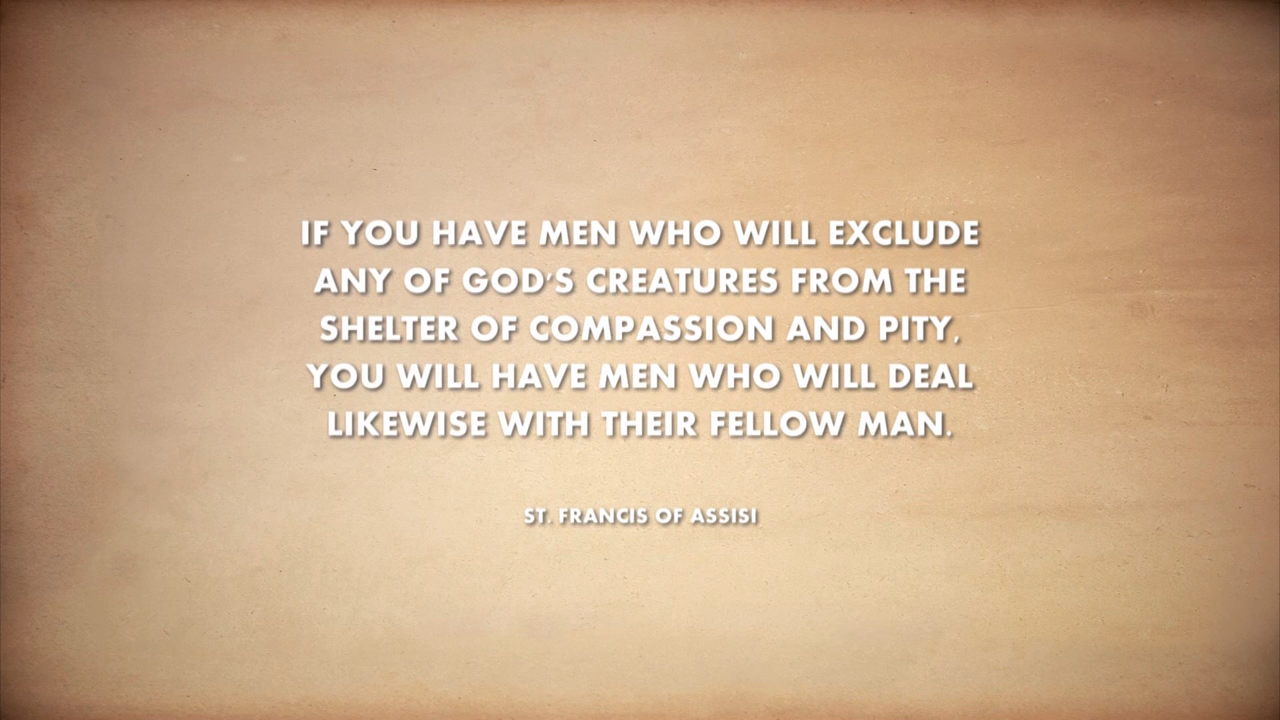 IF YOU HAVE MEN WHO WILL EXCLUDE
ANY OF GOD'S CREATURES FROM THE
SHELTER OF COMPASSION AND PITY,
YOU WILL HAVE MEN WHO WILL DEAL
LIKEWISE WITH THEIR FELLOW MAN.
ST. FRANCIS OF ASSISI